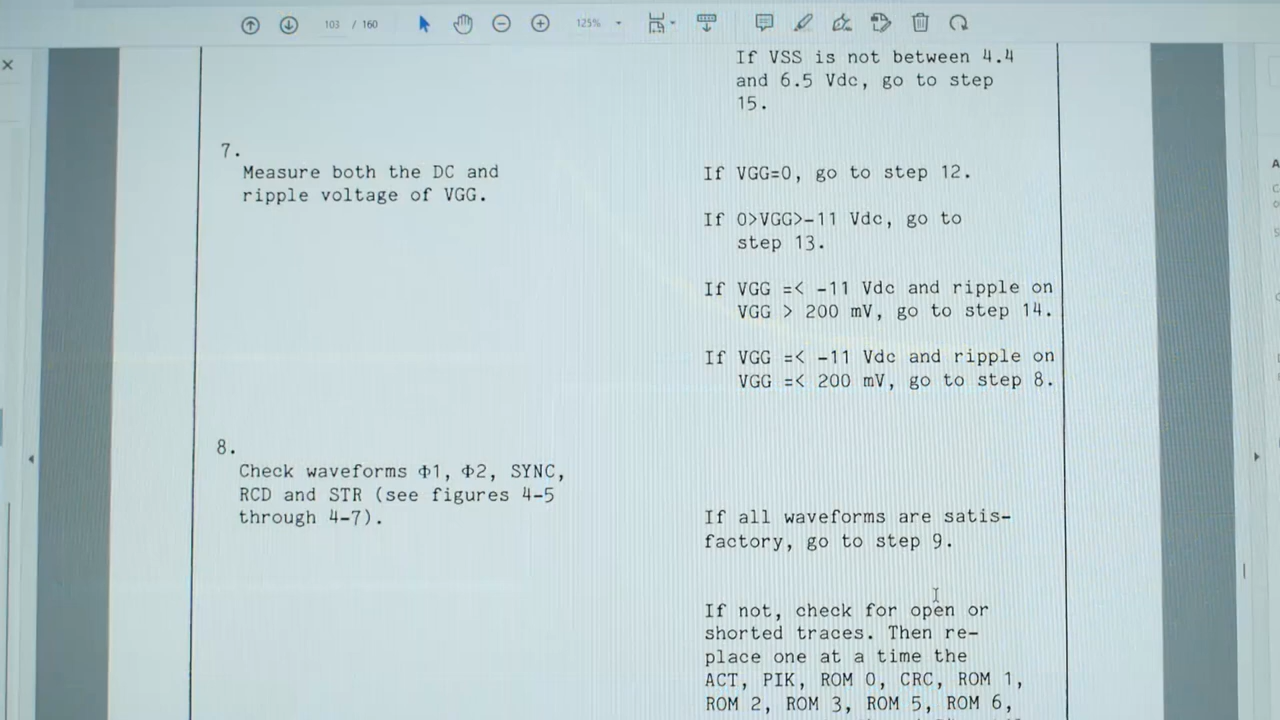 103 / 160
125%
If VSS is not between 4.4
and 6.5 Vdc, go to step
15.
7.
Measure both the DC and
ripple voltage of VGG.
If VGG=0, go to step 12.
If 0>VGG>-11 Vdc, go to
step 13.
If VGG =< -11 Vdc and ripple on
VGG > 200 mV, go to step 14.
If VGG =< -11 Vdc and ripple on
VGG =< 200 mV, go to step 8.
8.
Check waveforms Φ1, Φ2, SYNC,
RCD and STR (see figures 4-5
through 4-7).
If all waveforms are satis-
factory, go to step 9.
If not, check for open or
shorted traces. Then re-
place one at a time the
ACT, PIK, ROM 0, CRC, ROM 1,
ROM 2, ROM 3, ROM 5, ROM 6,